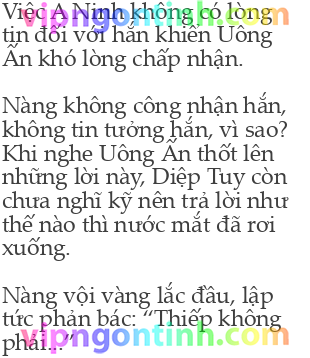 Việc A Ninh không có lòng
tin đối với hắn khiến Uông
Ấn khó lòng chấp nhận.
Nàng không công nhận hắn,
không tin tưởng hắn, vì sao?
Khi nghe Uông Ấn thốt lên
những lời này, Diệp Tuy còn
chưa nghĩ kỹ nên trả lời như
thế nào thì nước mắt đã rơi
xuống.
Nàng vội vàng lắc đầu, lập
tức phản bác: “Thiếp không
phải...”
vipngontinh.com
vipngontinh.com